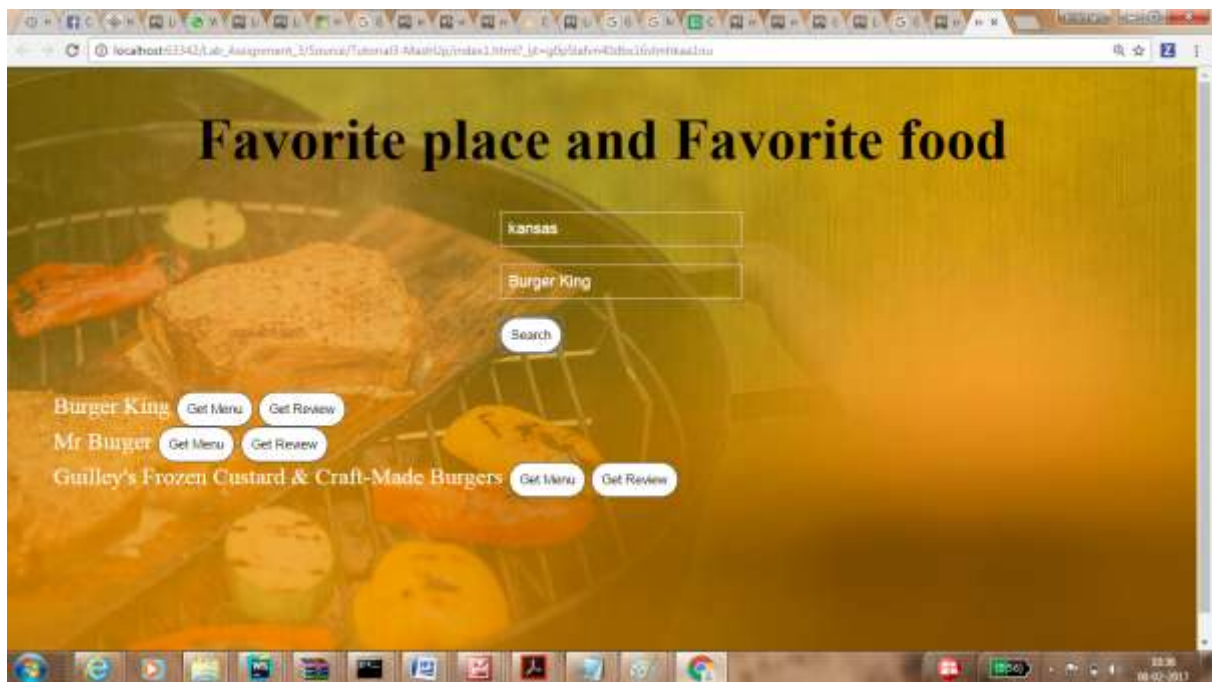 Favorite place and Favorite food
kansas
Burger King
Search
Burger King Get Menu Get Review
Mr Burger Get Menu Get Review
Guilley's Frozen Custard & Craft-Made Burgers Get Menu Get Review